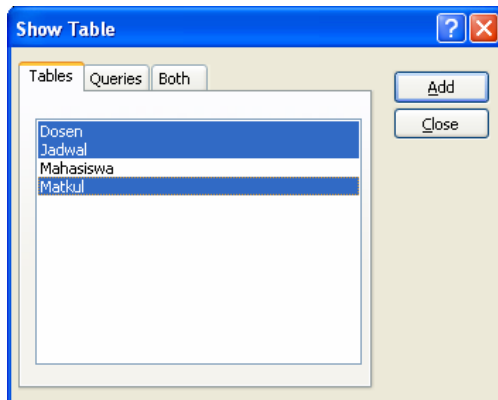 Show Table
Tables Queries Both
Add
Close
Dosen
Jadwal
Mahasiswa
Matkul